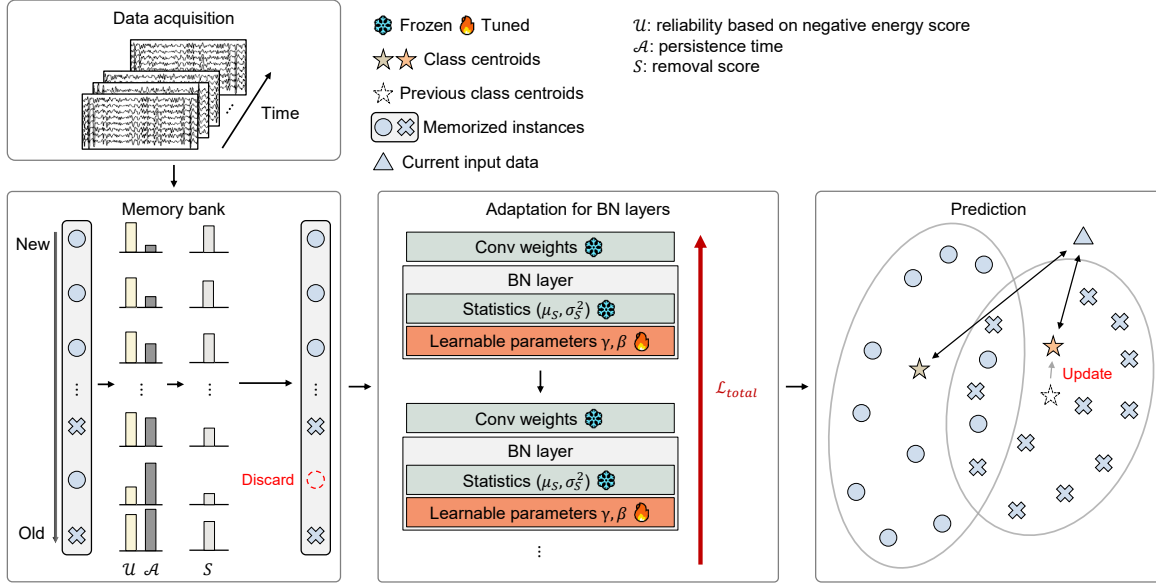 Data acquisition
Time
Frozen
Tuned
Class centroids
Previous class centroids
Memorized instances
Current input data
𝒰: reliability based on negative energy score
𝒜: persistence time
𝑆: removal score
Memory bank
New
⋮
⋮
⋮
⋮
Discard
Old
𝒰
𝒜
𝑆
Adaptation for BN layers
Conv weights
BN layer
Statistics (μ_S, σ_S^2)
Learnable parameters γ, β
Conv weights
BN layer
Statistics (μ_S, σ_S^2)
Learnable parameters γ, β
⋮
ℒ_total
Prediction
Update